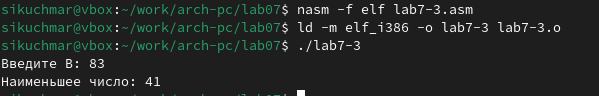 sikuchmar@vbox:~/work/arch-pc/lab07$ nasm -f elf lab7-3.asm
sikuchmar@vbox:~/work/arch-pc/lab07$ ld -m elf_i386 -o lab7-3 lab7-3.o
sikuchmar@vbox:~/work/arch-pc/lab07$ ./lab7-3
Введите В: 83
Наименьшее число: 41
sikuchmar@vbox:~/work/arch-pc/lab07$